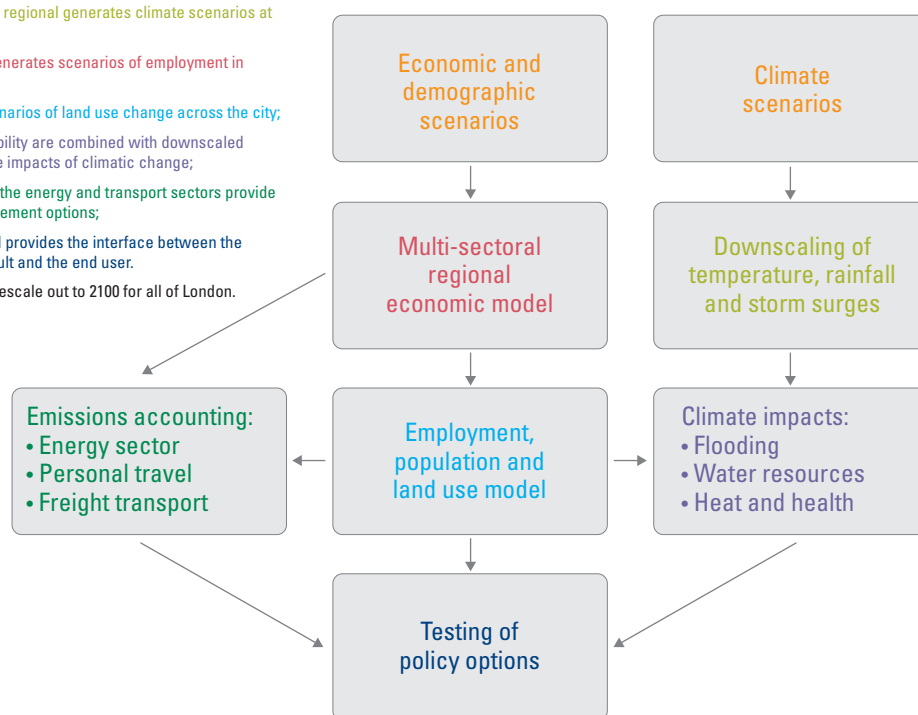 regional generates climate scenarios at
enerates scenarios of employment in
narios of land use change across the city;
bility are combined with downscaled
e impacts of climatic change;
the energy and transport sectors provide
ement options;
l provides the interface between the
ult and the end user.
escale out to 2100 for all of London.
Economic and
demographic
scenarios
Climate
scenarios
Multi-sectoral
regional
economic model
Downscaling of
temperature, rainfall
and storm surges
Emissions accounting:
• Energy sector
• Personal travel
• Freight transport
Employment,
population and
land use model
Climate impacts:
• Flooding
• Water resources
• Heat and health
Testing of
policy options